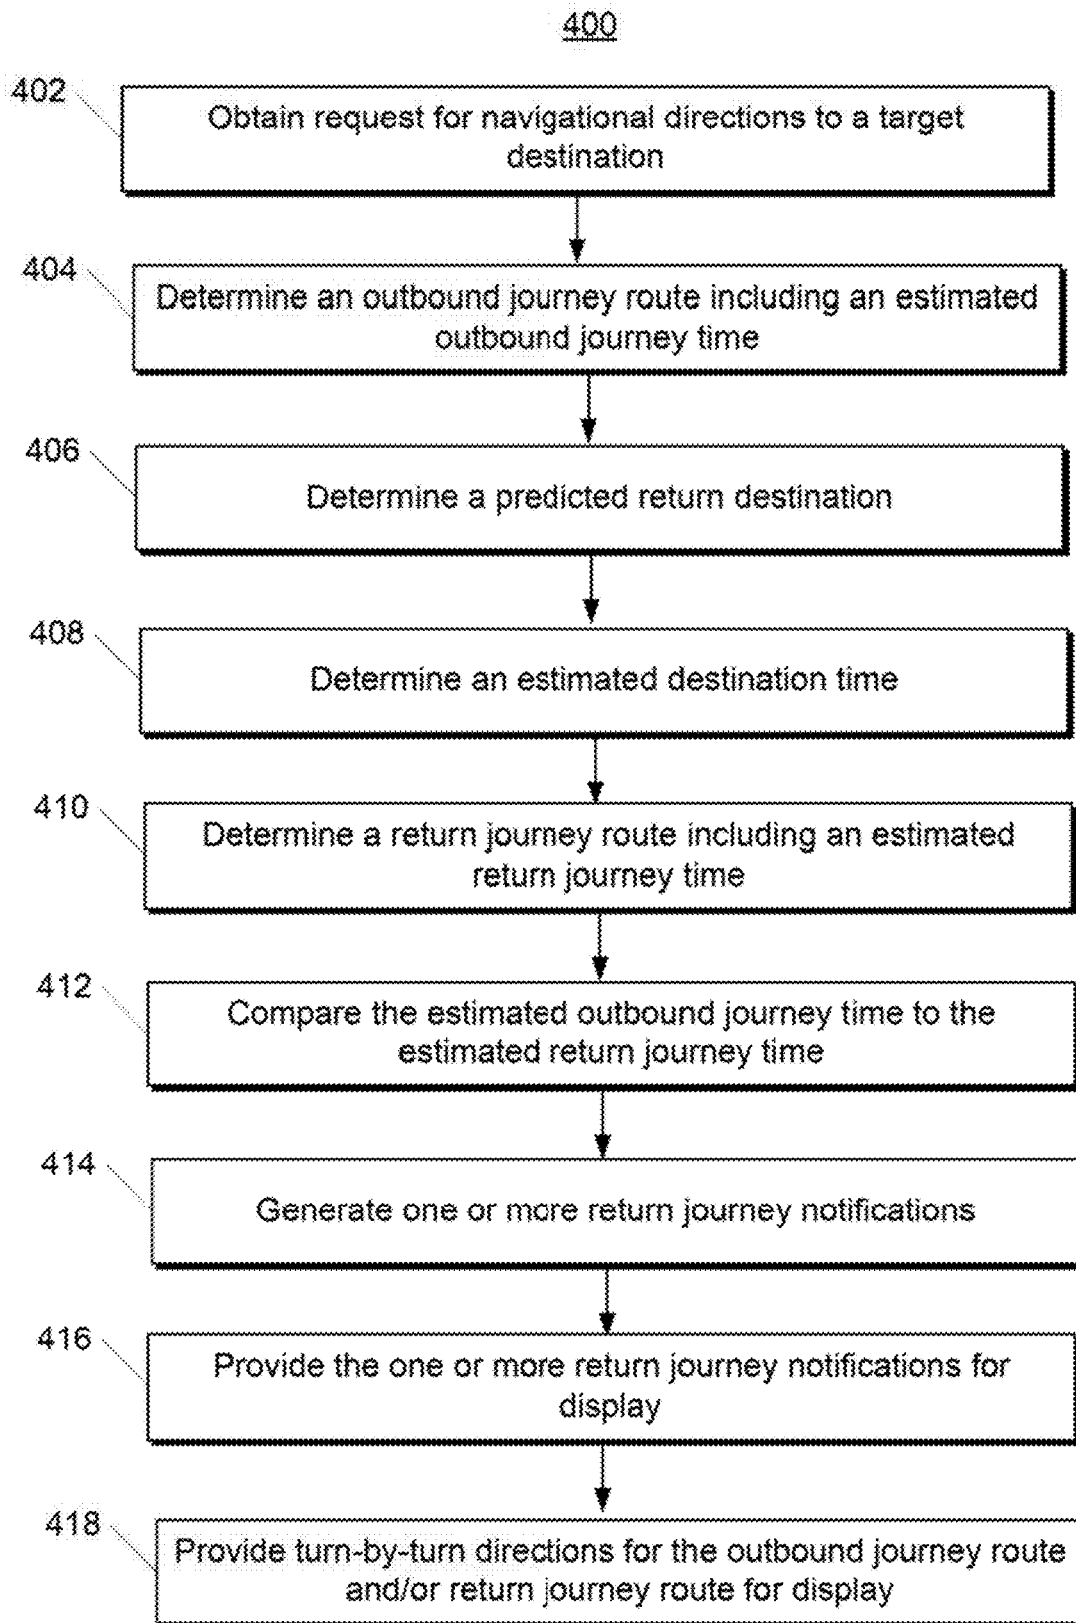 400
402
Obtain request for navigational directions to a target
destination
404
Determine an outbound journey route including an estimated
outbound journey time
406
Determine a predicted return destination
408
Determine an estimated destination time
410
Determine a return journey route including an estimated
return journey time
412
Compare the estimated outbound journey time to the
estimated return journey time
414
Generate one or more return journey notifications
416
Provide the one or more return journey notifications for
display
418
Provide turn-by-turn directions for the outbound journey route
and/or return journey route for display